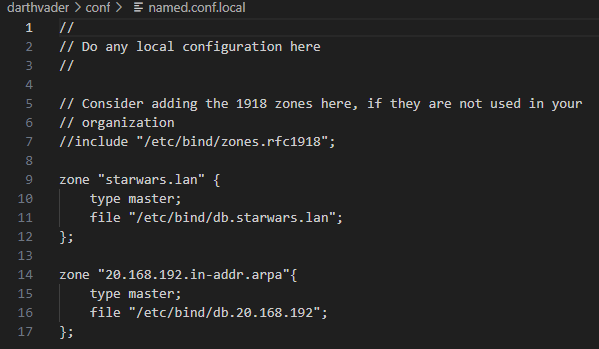 darthvader > conf > named.conf.local
1 //
2 // Do any local configuration here
3 //
4
5 // Consider adding the 1918 zones here, if they are not used in your
6 // organization
7 //include "/etc/bind/zones.rfc1918";
8
9 zone "starwars.lan" {
10     type master;
11     file "/etc/bind/db.starwars.lan";
12 };
13
14 zone "20.168.192.in-addr.arpa"{
15     type master;
16     file "/etc/bind/db.20.168.192";
17 };